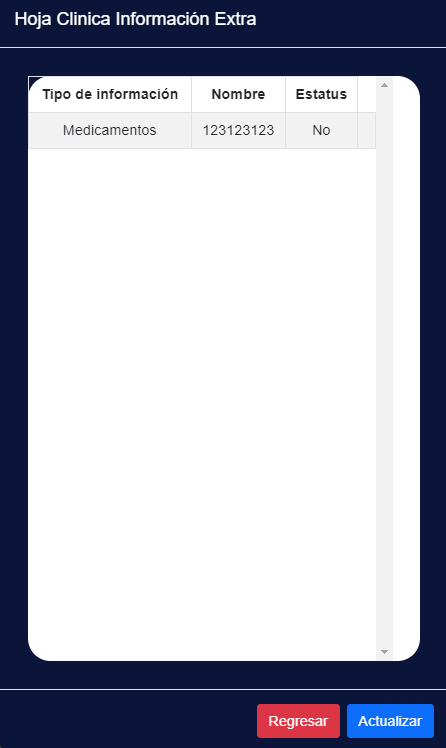 Hoja Clinica Información Extra
Tipo de información Nombre Estatus
Medicamentos 123123123 No
Regresar Actualizar